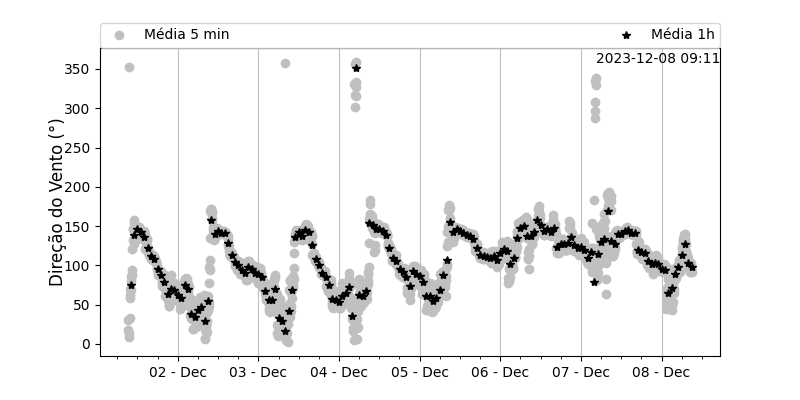 Média 5 min
Média 1h
2023-12-08 09:11
Direção do Vento (°)
350
300
250
200
150
100
50
0
02 - Dec
03 - Dec
04 - Dec
05 - Dec
06 - Dec
07 - Dec
08 - Dec